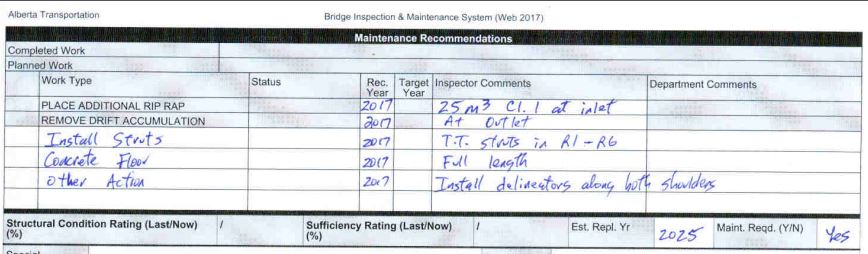 Alberta Transportation Bridge Inspection & Maintenance System (Web 2017)
Maintenance Recommendations
Completed Work
Planned Work
Work Type Status Rec. Year Target Year Inspector Comments Department Comments
PLACE ADDITIONAL RIP RAP 2017 25 m3 Cl. 1 at inlet
REMOVE DRIFT ACCUMULATION 2017 At Outlet
Install Struts 2017 T.T. struts in R1-R6
Concrete Floor 2017 Full length
Other Action 2017 Install delineators along both shoulders
Structural Condition Rating (Last/Now) (%) / Sufficiency Rating (Last/Now) (%) / Est. Repl. Yr 2025 Maint. Reqd. (Y/N) Yes
Special